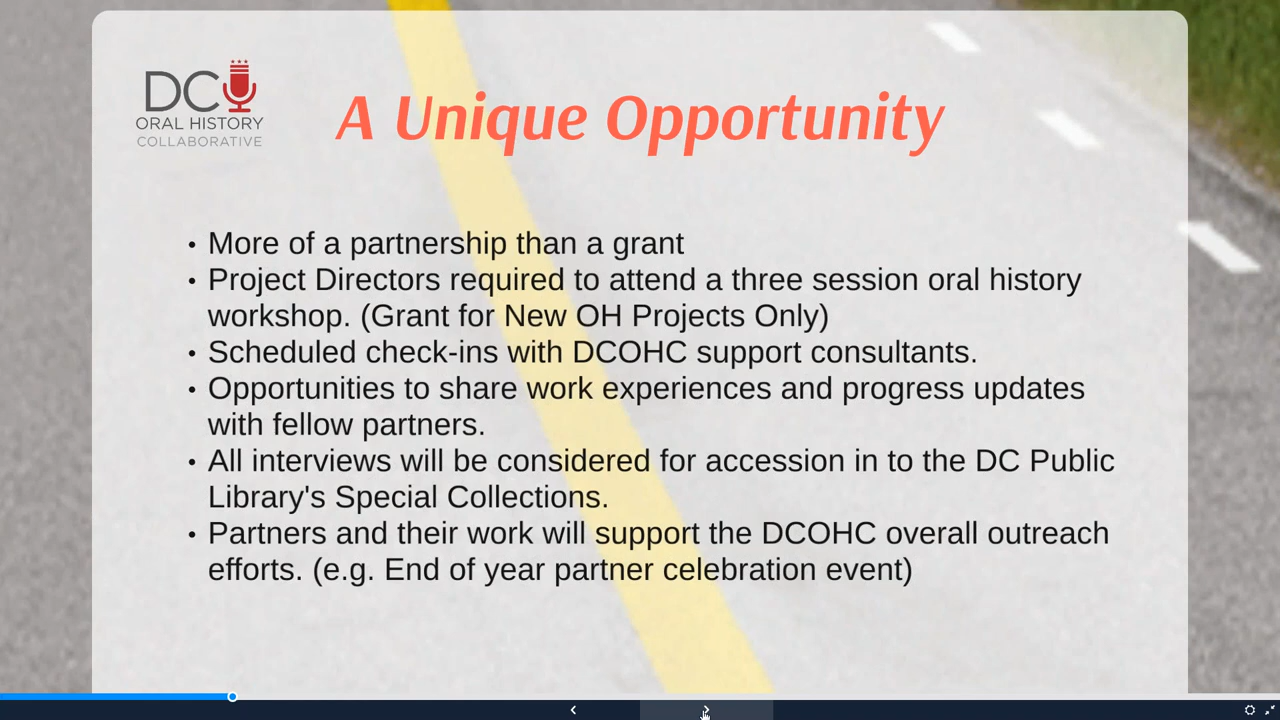 DC
ORAL HISTORY
COLLABORATIVE
A Unique Opportunity
• More of a partnership than a grant
• Project Directors required to attend a three session oral history
workshop. (Grant for New OH Projects Only)
• Scheduled check-ins with DCOHC support consultants.
• Opportunities to share work experiences and progress updates
with fellow partners.
• All interviews will be considered for accession in to the DC Public
Library's Special Collections.
• Partners and their work will support the DCOHC overall outreach
efforts. (e.g. End of year partner celebration event)